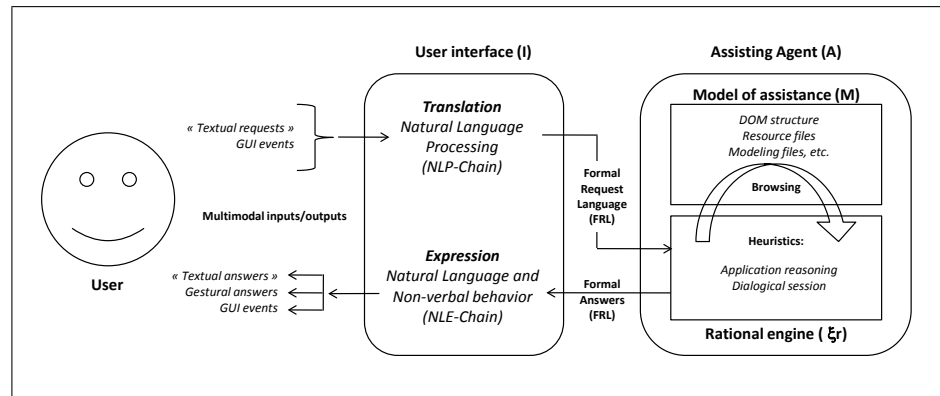 User interface (I)
Assisting Agent (A)
« Textual requests »
GUI events
Multimodal inputs/outputs
User
« Textual answers »
Gestural answers
GUI events
Translation
Natural Language
Processing
(NLP-Chain)
Expression
Natural Language and
Non-verbal behavior
(NLE-Chain)
Formal
Request
Language
(FRL)
Formal
Answers
(FRL)
Model of assistance (M)
DOM structure
Resource files
Modeling files, etc.
Browsing
Heuristics:
Application reasoning
Dialogical session
Rational engine ( ξr)